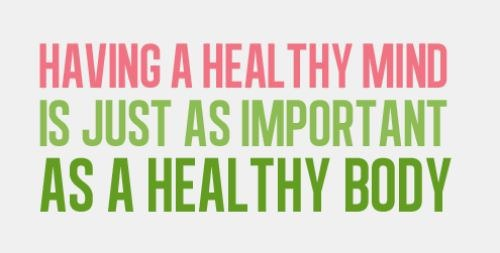 HAVING A HEALTHY MIND
IS JUST AS IMPORTANT
AS A HEALTHY BODY